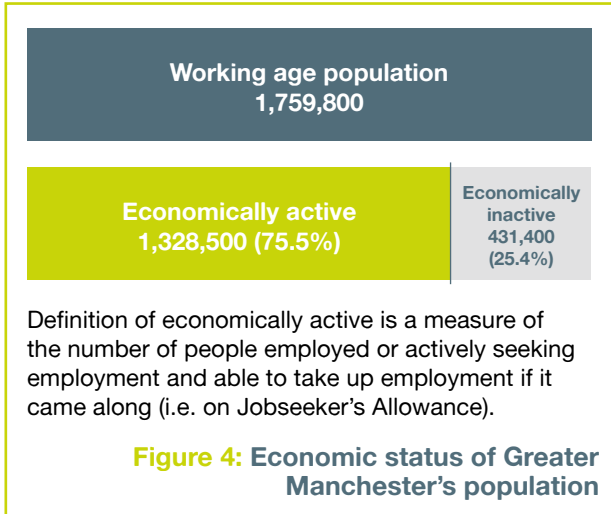 Working age population
1,759,800
Economically active
1,328,500 (75.5%)
Economically
inactive
431,400
(25.4%)
Definition of economically active is a measure of
the number of people employed or actively seeking
employment and able to take up employment if it
came along (i.e. on Jobseeker's Allowance).
Figure 4: Economic status of Greater
Manchester's population